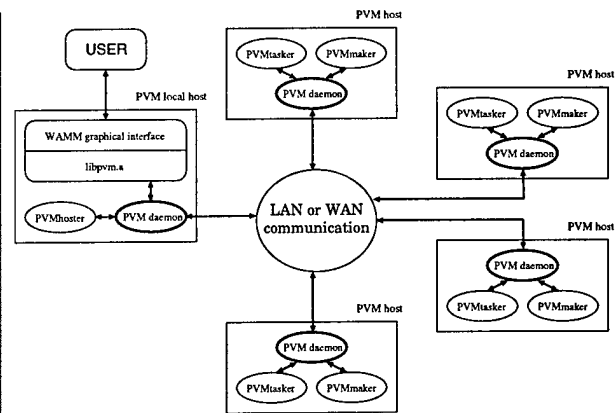 PVM host
USER
PVMtasker
PVMmaker
PVM daemon
PVM host
PVM local host
PVMtasker
PVMmaker
WAMM graphical interface
PVM daemon
libpvm.a
LAN or WAN
communication
PVMhoster
PVM daemon
PVM host
PVM daemon
PVMtasker
PVMmaker
PVM host
PVM daemon
PVMtasker
PVMmaker